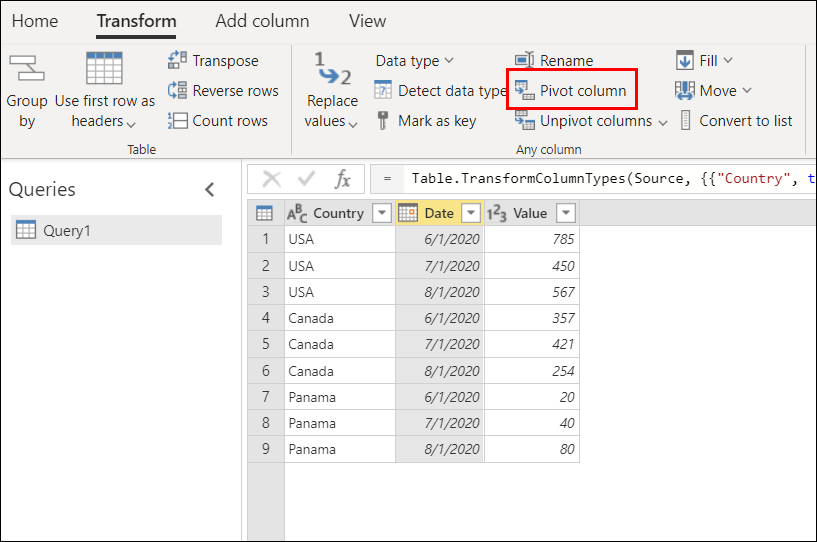 Home Transform Add column View
Group by
Use first row as headers
Transpose
Reverse rows
Count rows
Table
1 2
Replace values
Data type
Detect data type
Mark as key
Rename
Pivot column
Unpivot columns
Fill
Move
Convert to list
Any column
Queries
Query1
fx = Table.TransformColumnTypes(Source, {{"Country", t
ABC Country Date 123 Value
1 USA 6/1/2020 785
2 USA 7/1/2020 450
3 USA 8/1/2020 567
4 Canada 6/1/2020 357
5 Canada 7/1/2020 421
6 Canada 8/1/2020 254
7 Panama 6/1/2020 20
8 Panama 7/1/2020 40
9 Panama 8/1/2020 80